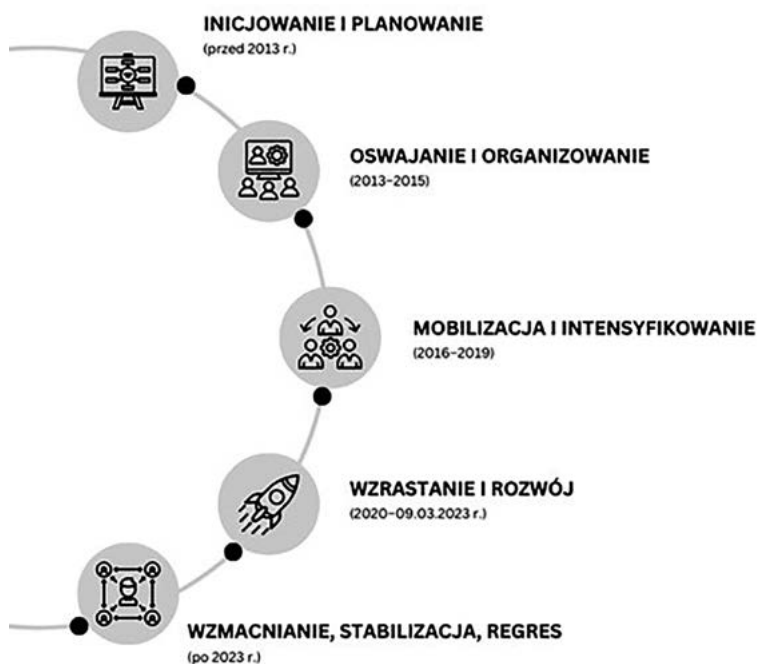 INICJOWANIE I PLANOWANIE
(przed 2013 r.)
OSWAJANIE I ORGANIZOWANIE
(2013–2015)
MOBILIZACJA I INTENSYFIKOWANIE
(2016–2019)
WZRASTANIE I ROZWÓJ
(2020–09.03.2023 r.)
WZMACNIANIE, STABILIZACJA, REGRES
(po 2023 r.)